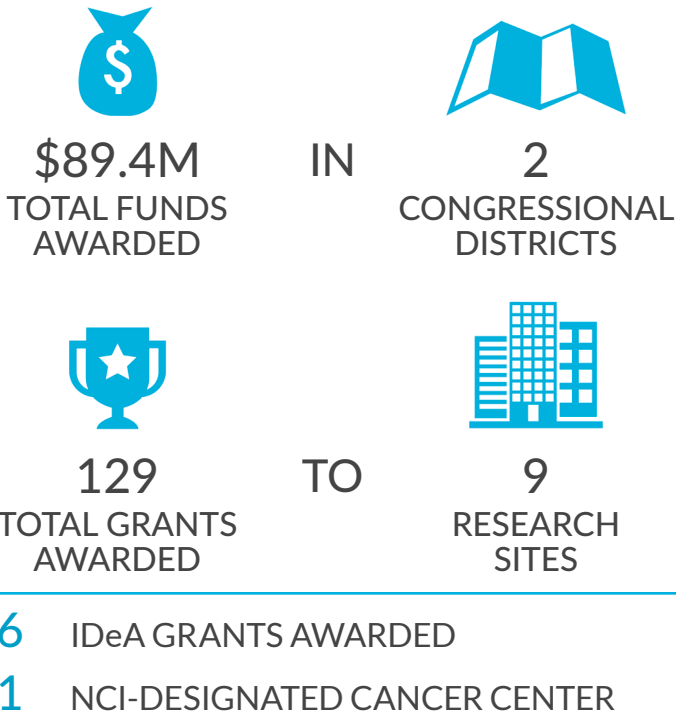 $
$89.4M IN 2
TOTAL FUNDS CONGRESSIONAL
AWARDED DISTRICTS
129 TO 9
TOTAL GRANTS RESEARCH
AWARDED SITES
6 IDeA GRANTS AWARDED
1 NCI-DESIGNATED CANCER CENTER